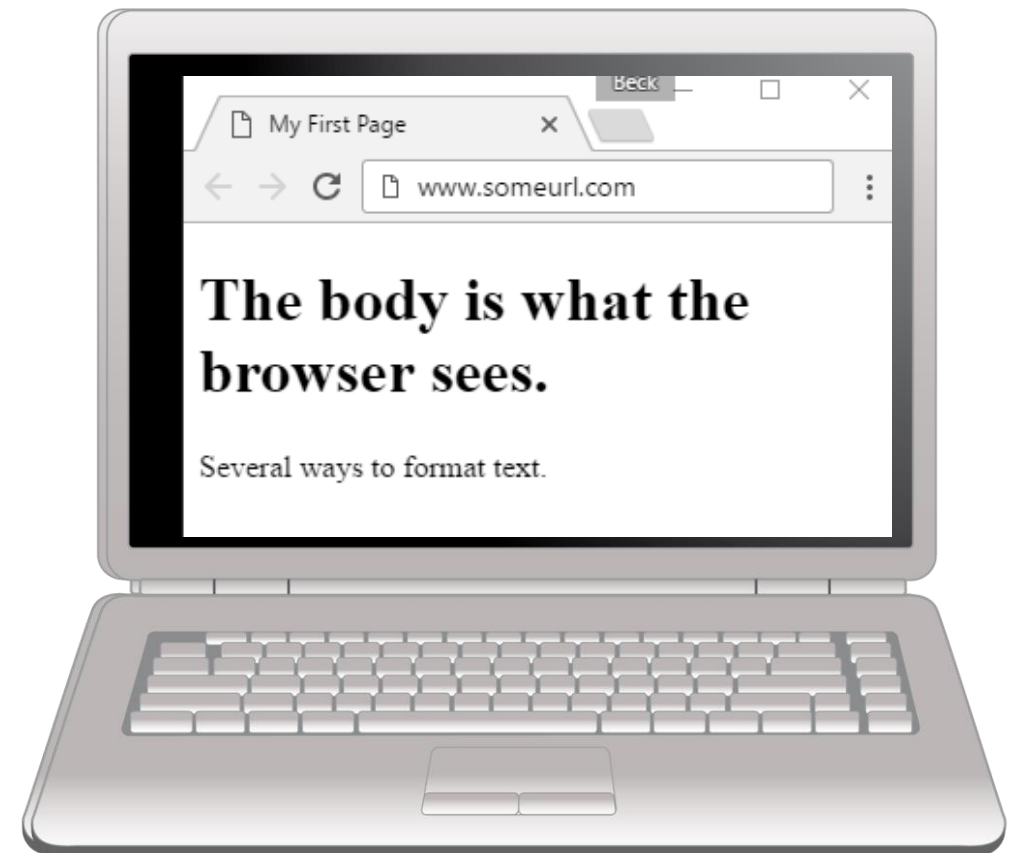 Beck
My First Page
www.someurl.com
The body is what the
browser sees.
Several ways to format text.